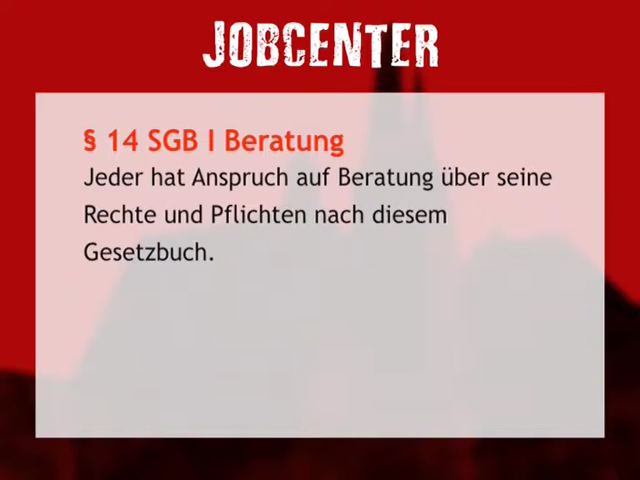 JOBCENTER
§ 14 SGB I Beratung
Jeder hat Anspruch auf Beratung über seine
Rechte und Pflichten nach diesem
Gesetzbuch.